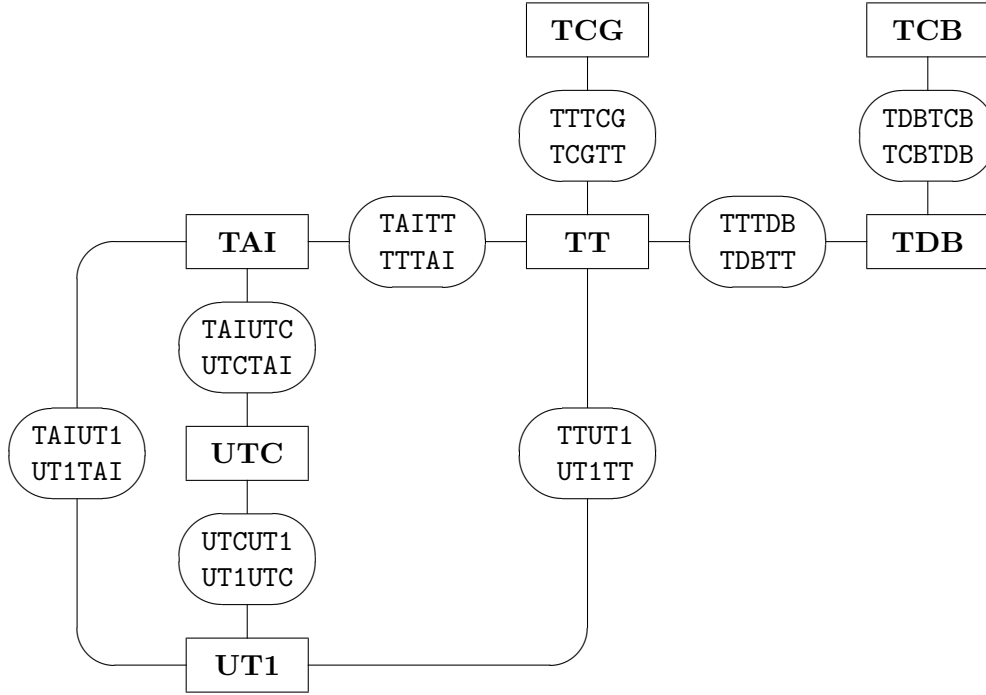 TCG
TCB
TTTCG
TCGTT
TDBTCB
TCBTDB
TAI
TAITT
TTTAI
TT
TTTDB
TDBTT
TDB
TAIUTC
UTCTAI
TAIUT1
UT1TAI
UTC
TTUT1
UT1TT
UTCUT1
UT1UTC
UT1